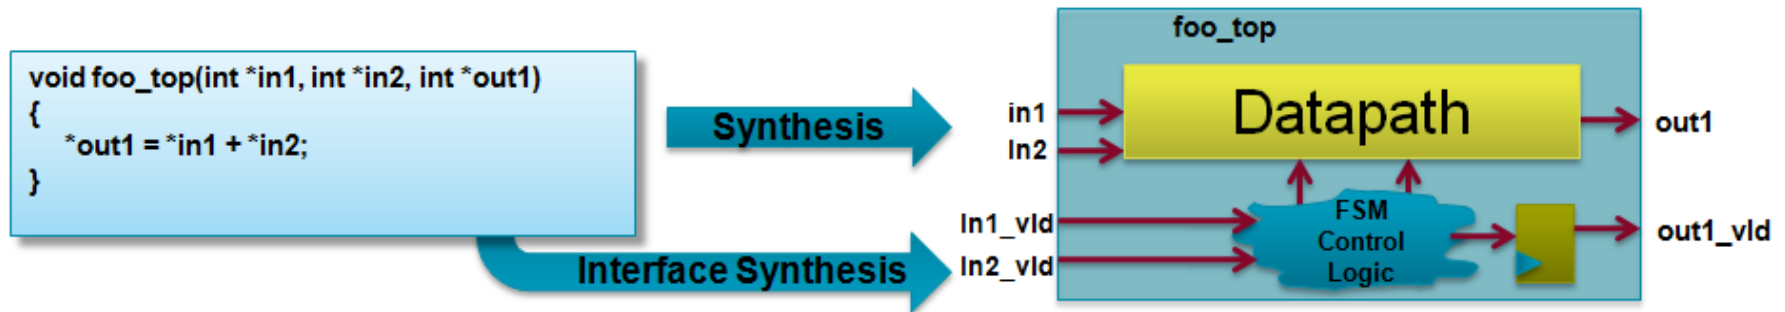 void foo_top(int *in1, int *in2, int *out1)
{
*out1 = *in1 + *in2;
}
Synthesis
Interface Synthesis
foo_top
in1
In2
Datapath
out1
In1_vld
In2_vld
FSM
Control
Logic
out1_vld